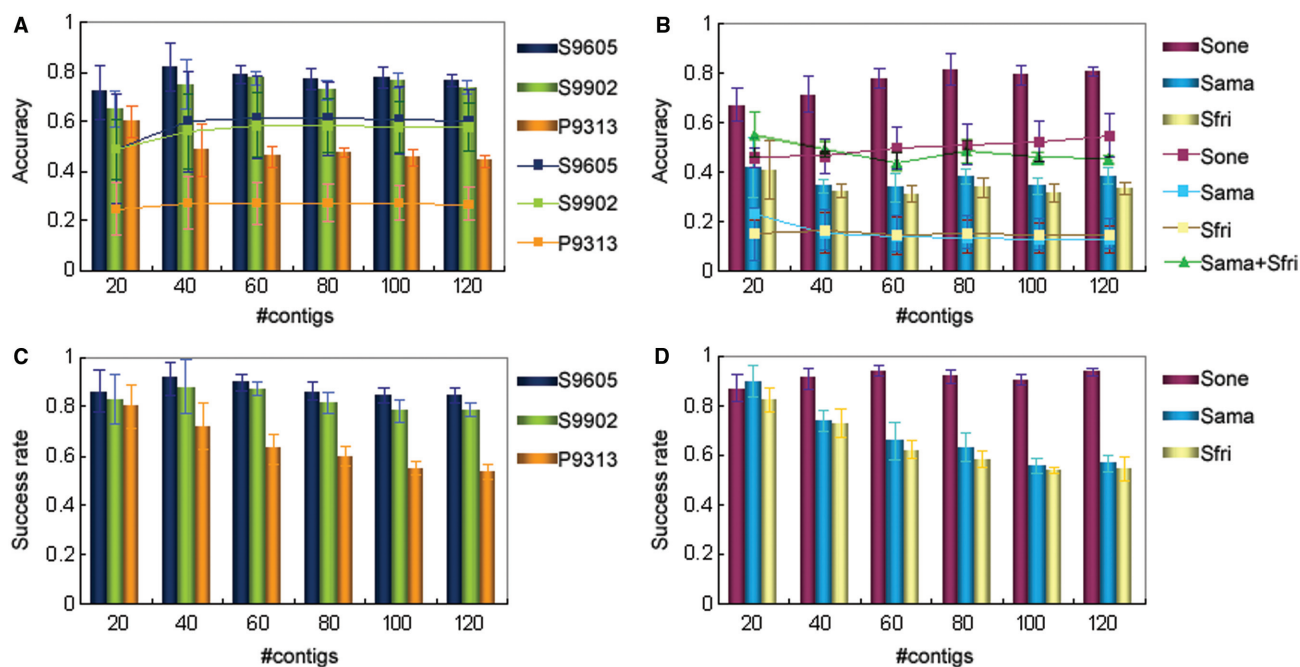 A
Accuracy
1
0.8
0.6
0.4
0.2
0
20 40 60 80 100 120
#contigs
S9605
S9902
P9313
S9605
S9902
P9313
B
Accuracy
1
0.8
0.6
0.4
0.2
0
20 40 60 80 100 120
#contigs
Sone
Sama
Sfri
Sone
Sama
Sfri
Sama+Sfri
C
Success rate
1
0.8
0.6
0.4
0.2
0
20 40 60 80 100 120
#contigs
S9605
S9902
P9313
D
Success rate
1
0.8
0.6
0.4
0.2
0
20 40 60 80 100 120
#contigs
Sone
Sama
Sfri